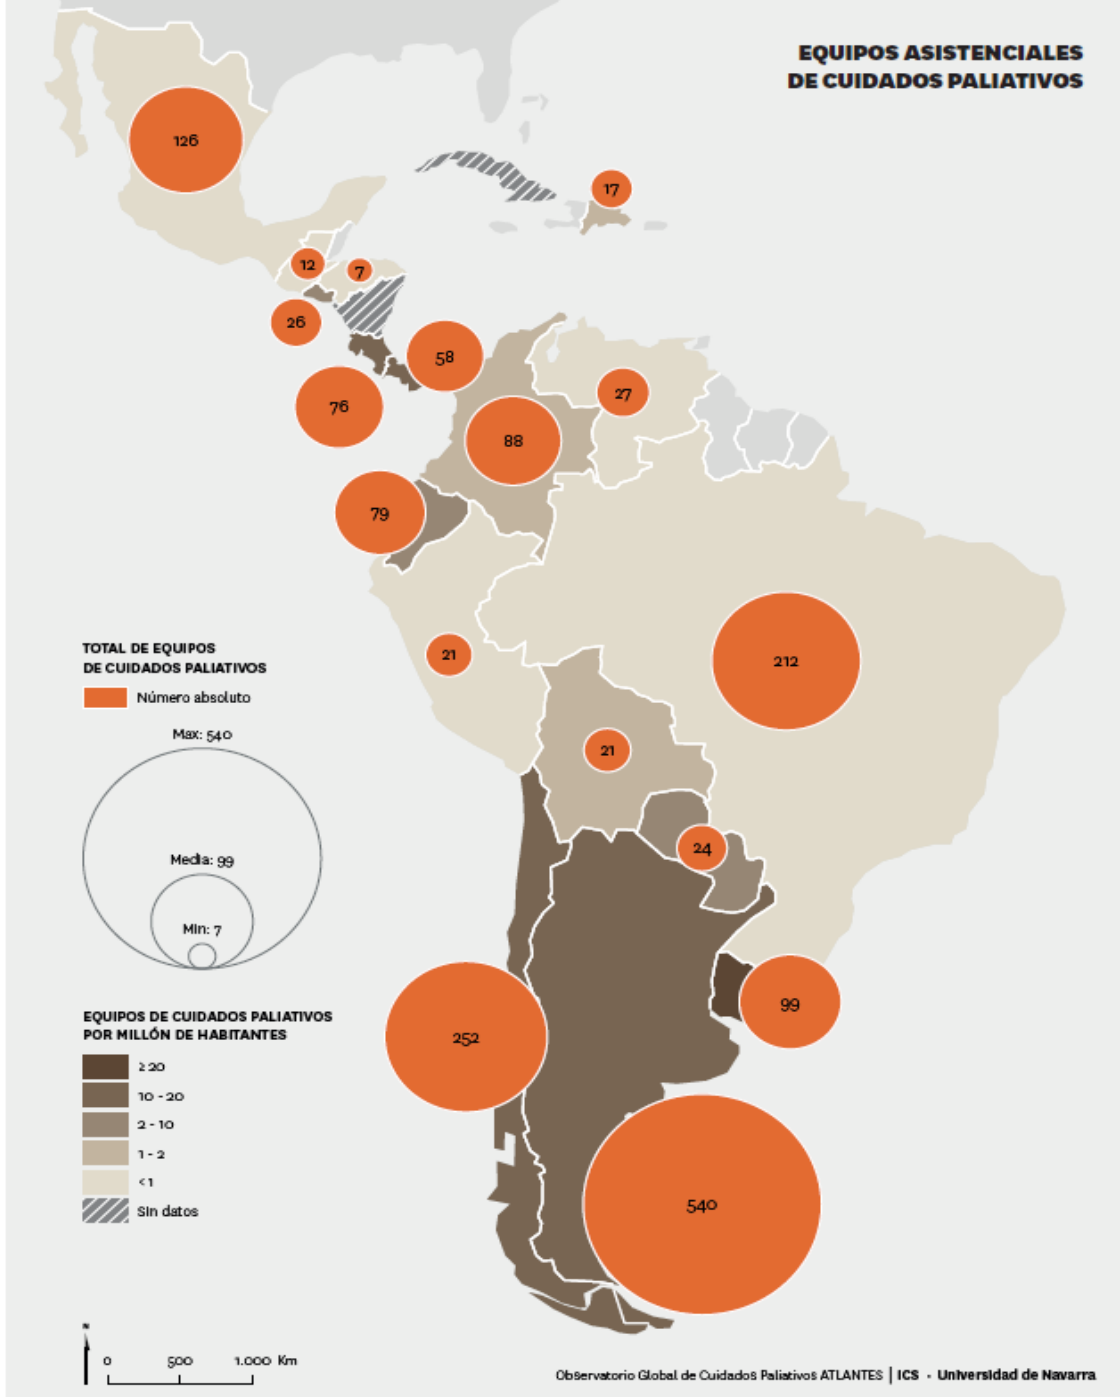 EQUIPOS ASISTENCIALES
DE CUIDADOS PALIATIVOS
126
17
12
7
26
58
76
27
88
79
212
21
21
24
99
252
540
TOTAL DE EQUIPOS
DE CUIDADOS PALIATIVOS
Número absoluto
Max: 540
Media: 99
Min: 7
EQUIPOS DE CUIDADOS PALIATIVOS
POR MILLÓN DE HABITANTES
≥ 20
10 - 20
2 - 10
1 - 2
< 1
Sin datos
N
0 500 1.000 Km
Observatorio Global de Cuidados Paliativos ATLANTES | ICS - Universidad de Navarra